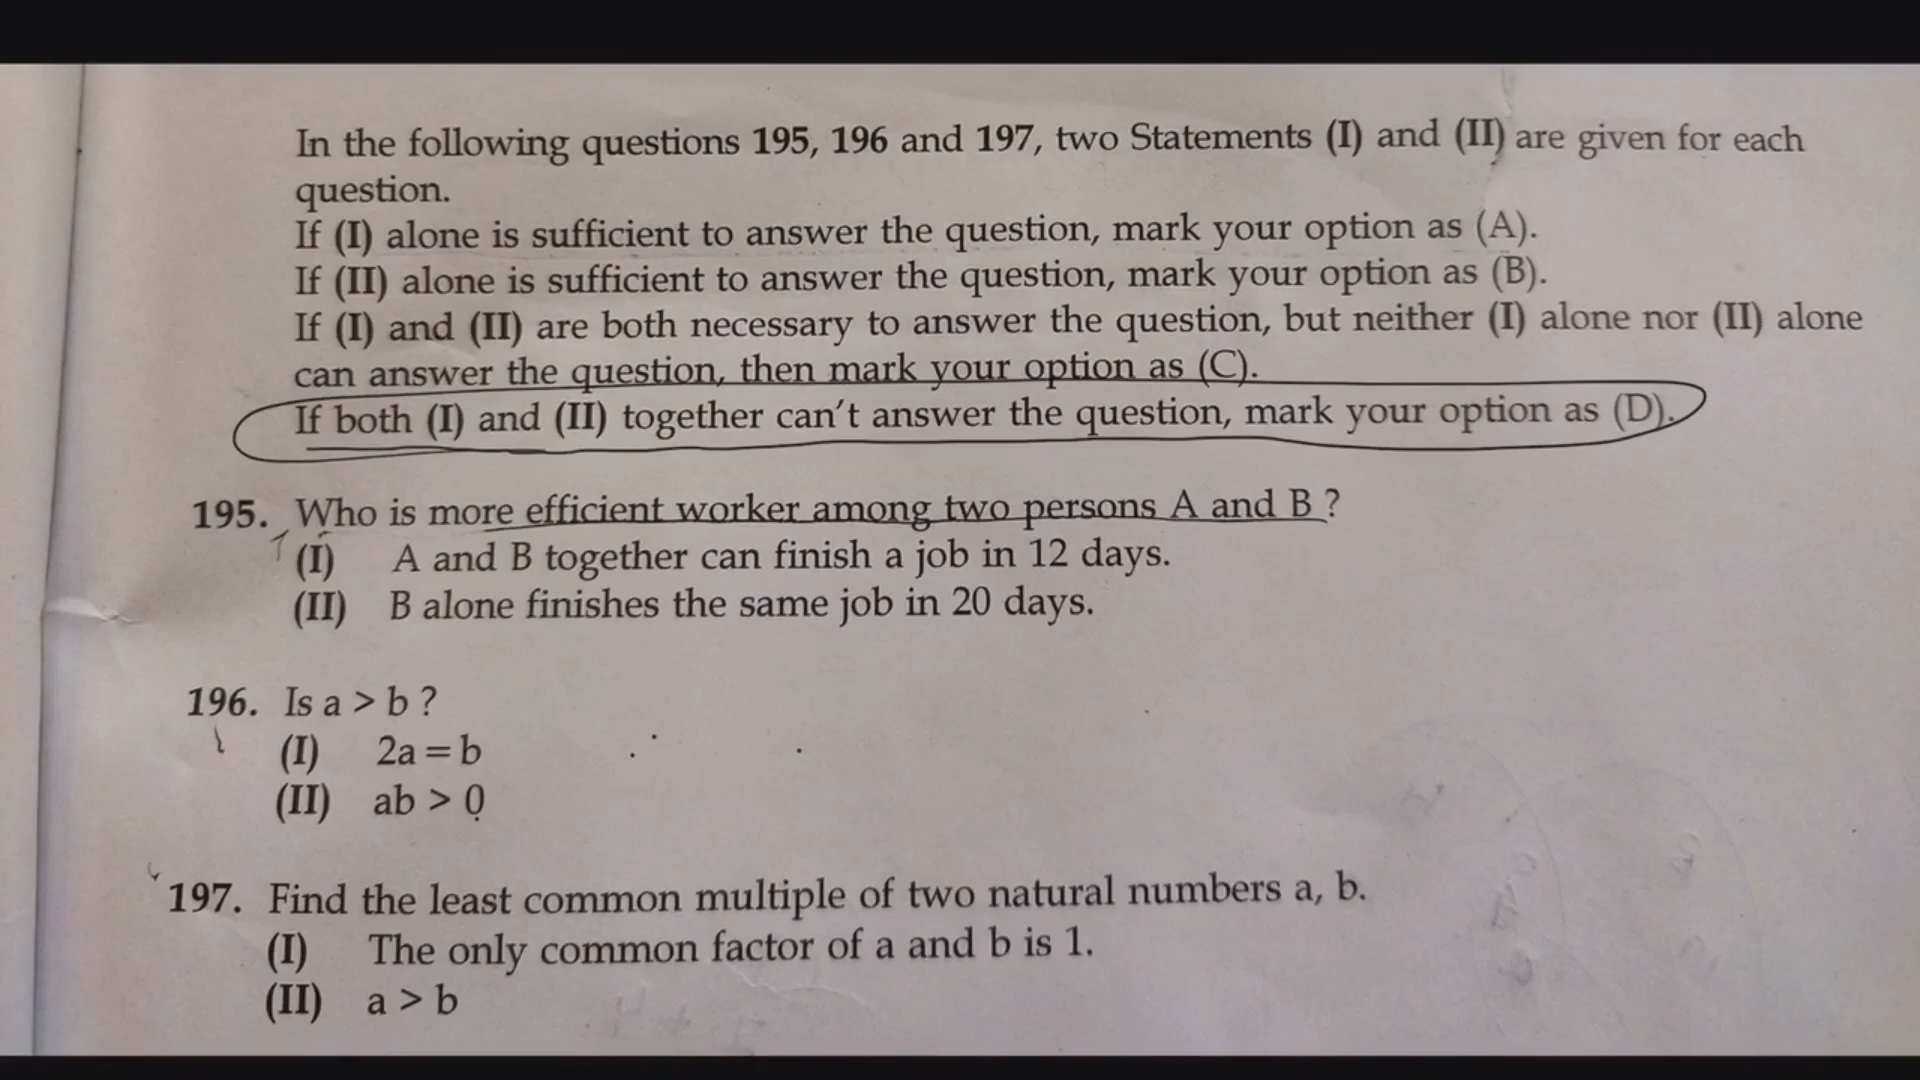 In the following questions 195, 196 and 197, two Statements (I) and (II) are given for each
question.
If (I) alone is sufficient to answer the question, mark your option as (A).
If (II) alone is sufficient to answer the question, mark your option as (B).
If (I) and (II) are both necessary to answer the question, but neither (I) alone nor (II) alone
can answer the question, then mark your option as (C).
If both (I) and (II) together can't answer the question, mark your option as (D).
195. Who is more efficient worker among two persons A and B ?
(I) A and B together can finish a job in 12 days.
(II) B alone finishes the same job in 20 days.
196. Is a > b ?
(I) 2a = b
(II) ab > 0
197. Find the least common multiple of two natural numbers a, b.
(I) The only common factor of a and b is 1.
(II) a > b